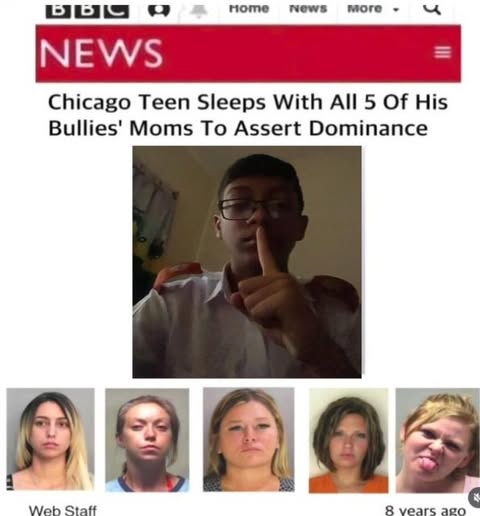 BBC Home News More
NEWS
Chicago Teen Sleeps With All 5 Of His
Bullies' Moms To Assert Dominance
Web Staff 8 years ago